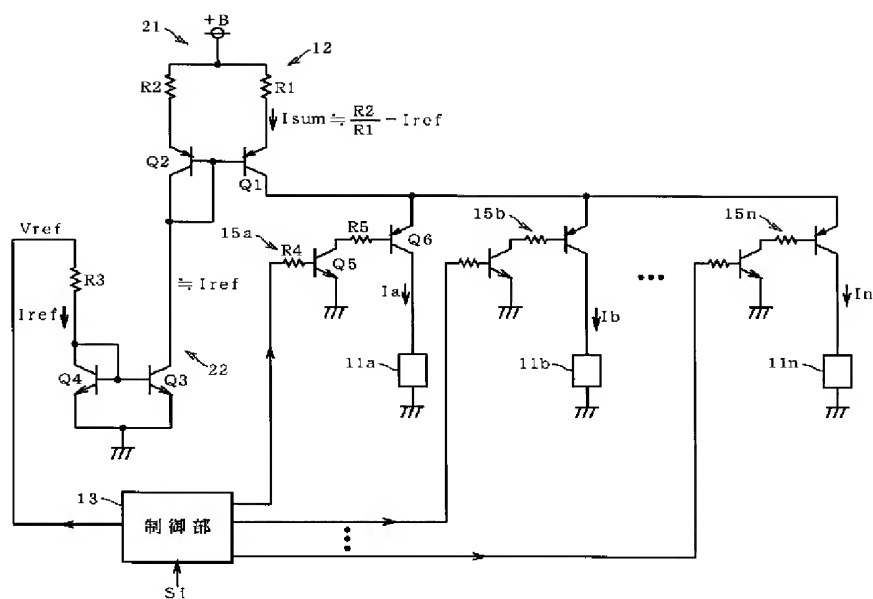 +B
21
12
R2
R1
Isum≒R2/R1-Iref
Q2
Q1
Vref
15a
R4
R5
Q5
Q6
15b
15n
R3
≒Iref
Iref
Ia
Ib
In
Q4
Q3
22
11a
11b
11n
13
制御部
S1